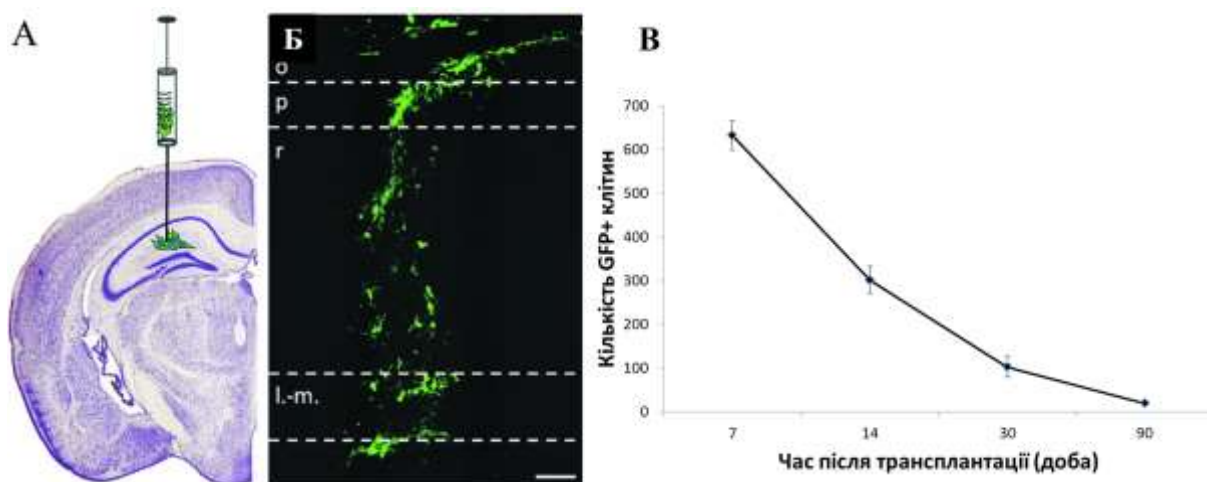 А
Б
o
p
r
l.-m.
В
Кількість GFP+ клітин
700
600
500
400
300
200
100
0
7 14 30 90
Час після трансплантації (доба)